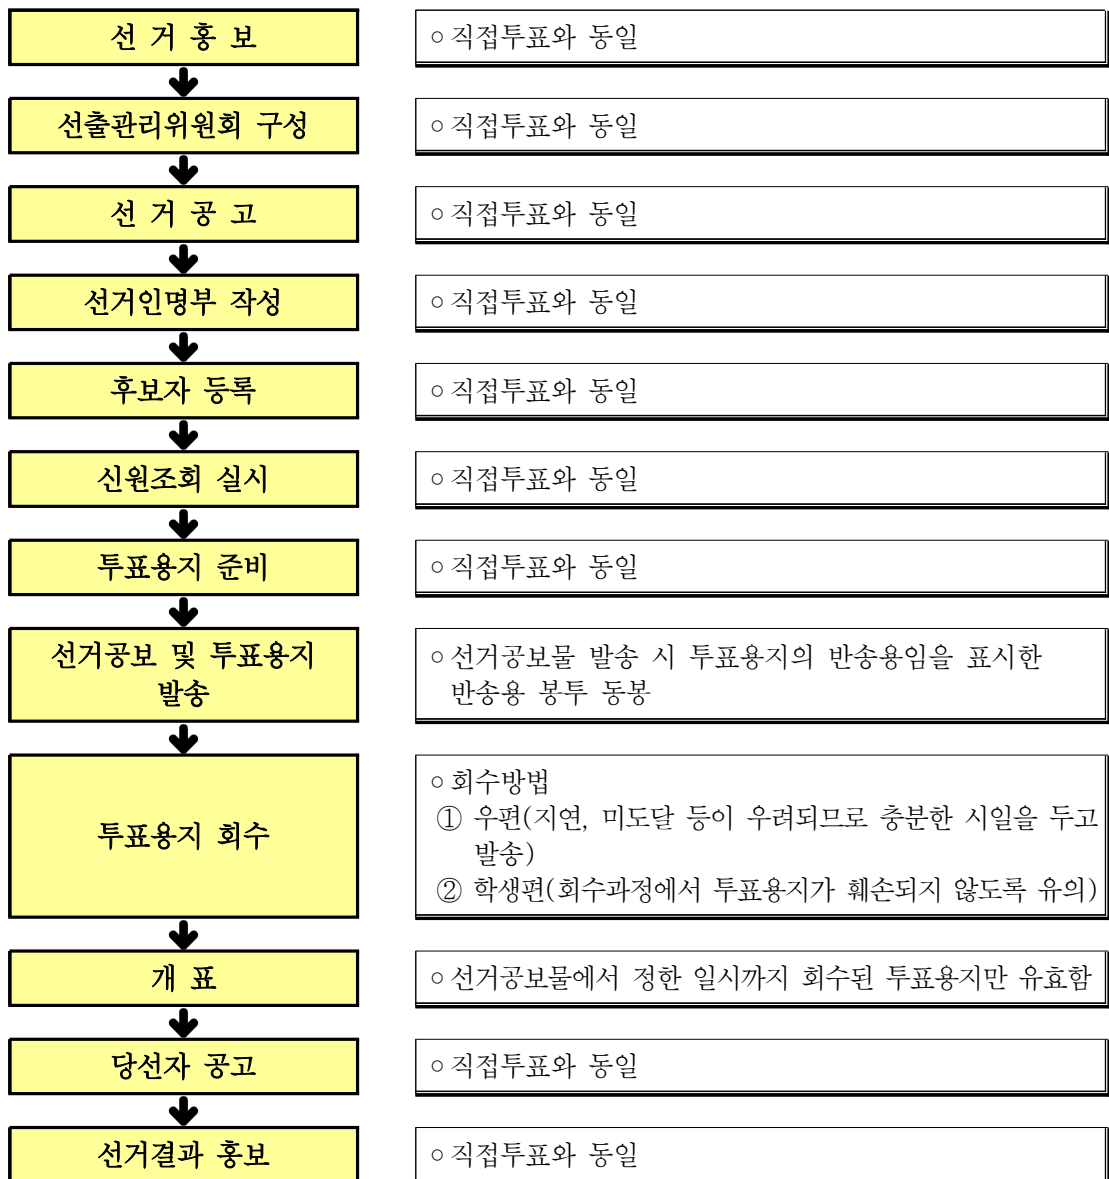 선 거 홍 보
○ 직접투표와 동일
선출관리위원회 구성
○ 직접투표와 동일
선 거 공 고
○ 직접투표와 동일
선거인명부 작성
○ 직접투표와 동일
후보자 등록
○ 직접투표와 동일
신원조회 실시
○ 직접투표와 동일
투표용지 준비
○ 직접투표와 동일
선거공보 및 투표용지
발송
○ 선거공보물 발송 시 투표용지의 반송용임을 표시한
반송용 봉투 동봉
투표용지 회수
○ 회수방법
① 우편(지연, 미도달 등이 우려되므로 충분한 시일을 두고
발송)
② 학생편(회수과정에서 투표용지가 훼손되지 않도록 유의)
개 표
○ 선거공보물에서 정한 일시까지 회수된 투표용지만 유효함
당선자 공고
○ 직접투표와 동일
선거결과 홍보
○ 직접투표와 동일